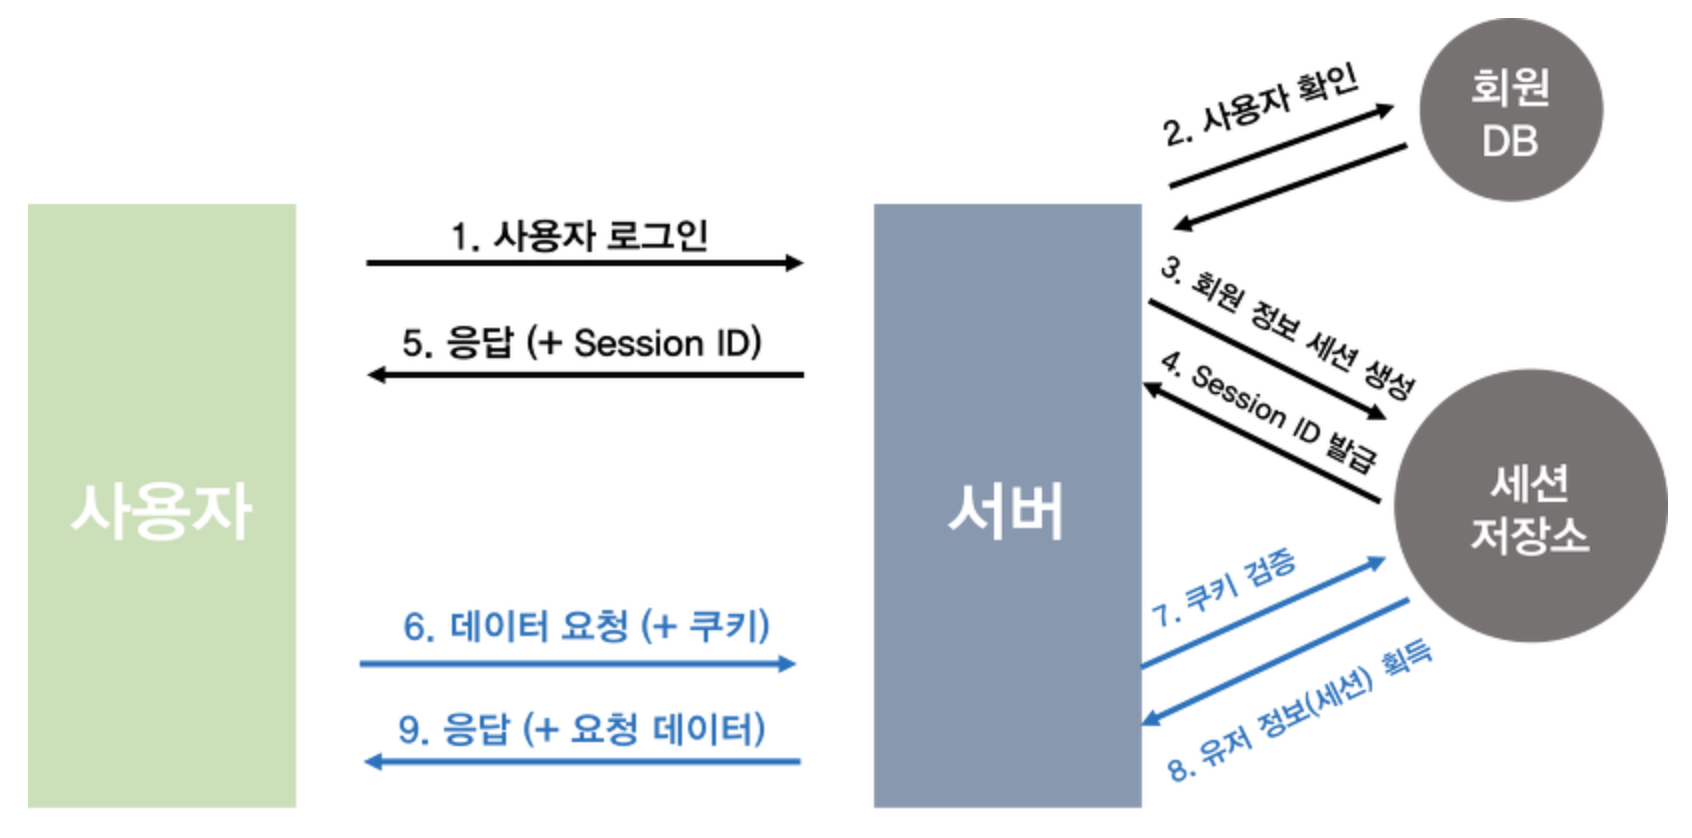 회원
DB
2. 사용자 확인
1. 사용자 로그인
3. 회원 정보 세션 생성
5. 응답 (+ Session ID)
4. Session ID 발급
사용자
서버
세션
저장소
6. 데이터 요청 (+ 쿠키)
7. 쿠키 검증
9. 응답 (+ 요청 데이터)
8. 유저 정보(세션) 획득